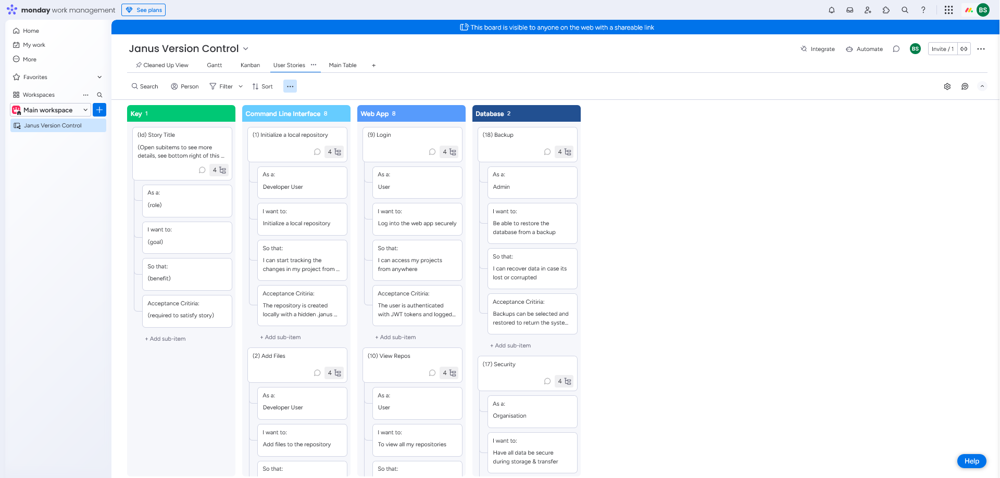 monday work management
See plans
BS
Home
My work
More
Favorites
Workspaces
Main workspace
Janus Version Control
This board is visible to anyone on the web with a shareable link
Janus Version Control
Integrate
Automate
BS
Invite / 1
Cleaned Up View
Gantt
Kanban
User Stories
Main Table
+
Search
Person
Filter
Sort
Key 1
(Id) Story Title
(Open subitems to see more
details, see bottom right of this ...
4
As a:
(role)
I want to:
(goal)
So that:
(benefit)
Acceptance Critiria:
(required to satisfy story)
+ Add sub-item
Command Line Interface 8
(1) Initialize a local repository
4
As a:
Developer User
I want to:
Initialize a local repository
So that:
I can start tracking the
changes in my project from ...
Acceptance Critiria:
The repository is created
locally with a hidden .janus ...
+ Add sub-item
(2) Add Files
4
As a:
Developer User
I want to:
Add files to the repository
So that:
Web App 8
(9) Login
4
As a:
User
I want to:
Log into the web app securely
So that:
I can access my projects
from anywhere
Acceptance Critiria:
The user is authenticated
with JWT tokens and logged...
+ Add sub-item
(10) View Repos
4
As a:
User
I want to:
To view all my repositories
So that:
Database 2
(18) Backup
4
As a:
Admin
I want to:
Be able to restore the
database from a backup
So that:
I can recover data in case its
lost or corrupted
Acceptance Critiria:
Backups can be selected and
restored to return the syste...
+ Add sub-item
(17) Security
4
As a:
Organisation
I want to:
Have all data be secure
during storage & transfer
Help